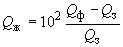 Qж = 10² (Qф − Qз) / Qз